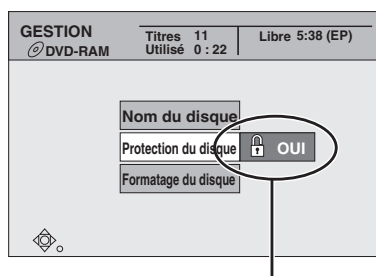 GESTION
DVD-RAM
Titres 11
Utilisé 0 : 22
Libre 5:38 (EP)
Nom du disque
Protection du disque
OUI
Formatage du disque